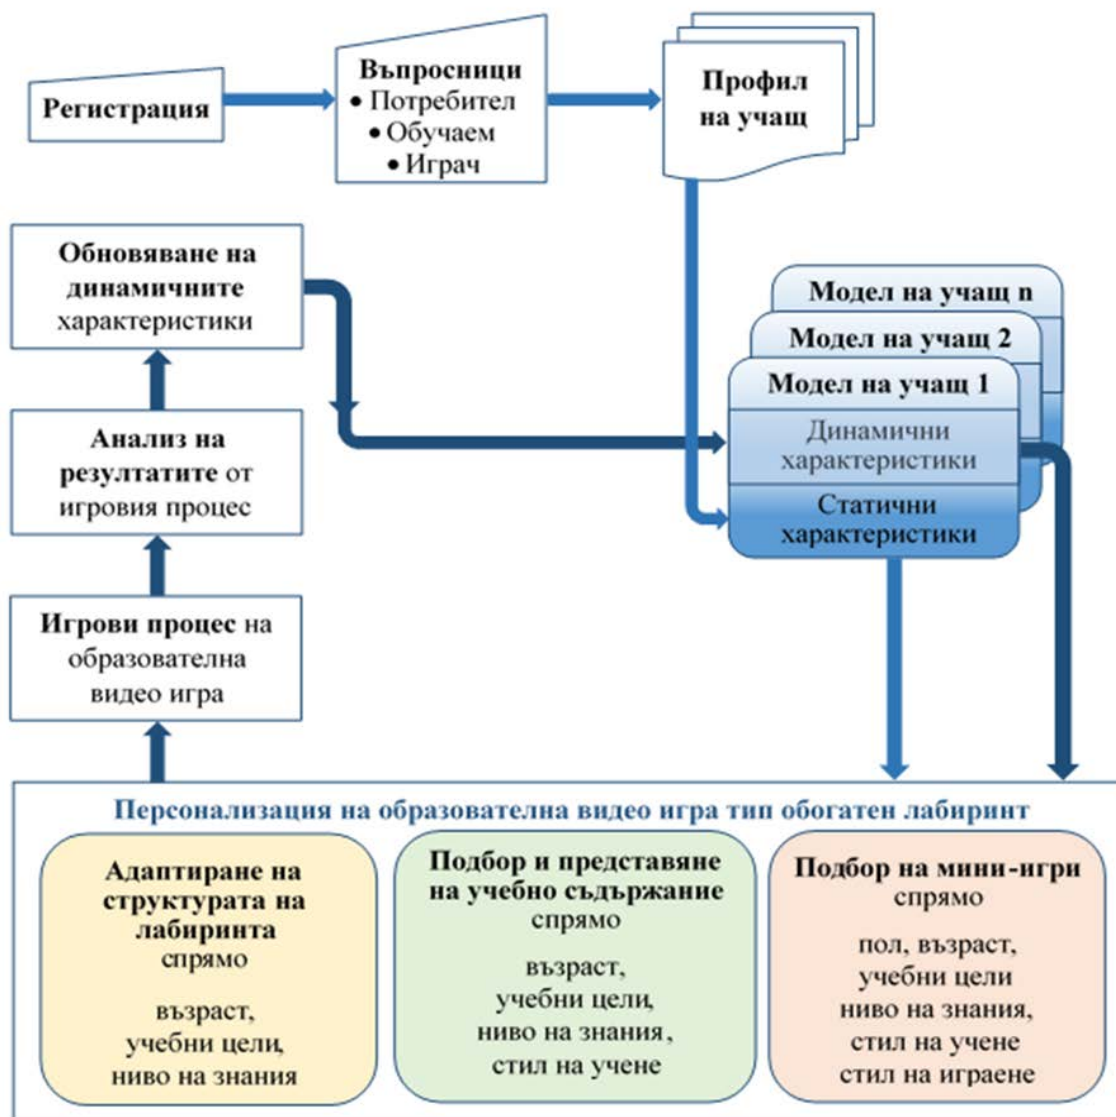 Регистрация
Въпросници
• Потребител
• Обучаем
• Играч
Профил
на учащ
Обновяване на
динамичните
характеристики
Модел на учащ n
Модел на учащ 2
Модел на учащ 1
Динамични
характеристики
Статични
характеристики
Анализ на
резултатите от
игровия процес
Игрови процес на
образователна
видео игра
Персонализация на образователна видео игра тип обогатен лабиринт
Адаптиране на
структурата на
лабиринта
спрямо
възраст,
учебни цели,
ниво на знания
Подбор и представяне
на учебно съдържание
спрямо
възраст,
учебни цели,
ниво на знания,
стил на учене
Подбор на мини-игри
спрямо
пол, възраст,
учебни цели
ниво на знания,
стил на учене
стил на играене